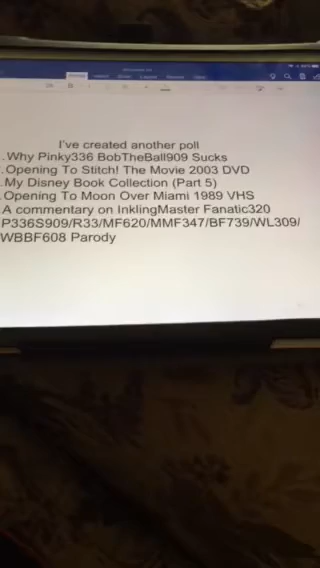 I've created another poll
.Why Pinky336 BobTheBall909 Sucks
.Opening To Stitch! The Movie 2003 DVD
.My Disney Book Collection (Part 5)
.Opening To Moon Over Miami 1989 VHS
.A commentary on InklingMaster Fanatic320
P336S909/R33/MF620/MMF347/BF739/WL309/
WBBF608 Parody